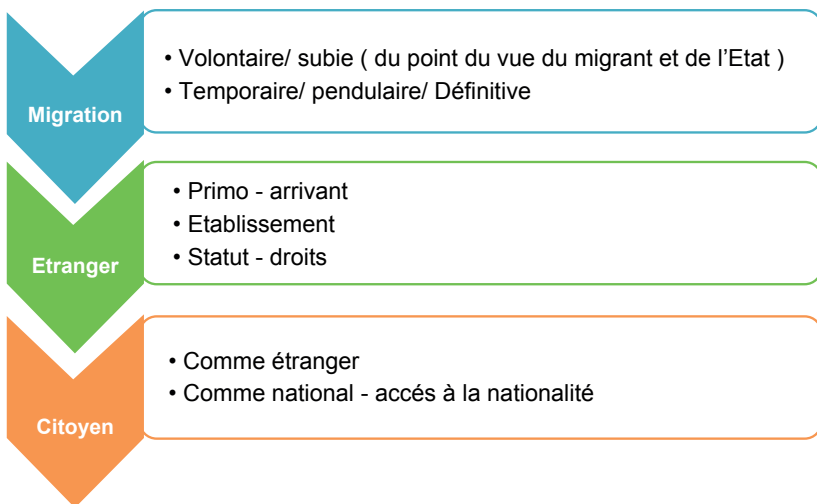 Migration
• Volontaire/ subie ( du point du vue du migrant et de l’Etat )
• Temporaire/ pendulaire/ Définitive
Etranger
• Primo - arrivant
• Etablissement
• Statut - droits
Citoyen
• Comme étranger
• Comme national - accés à la nationalité